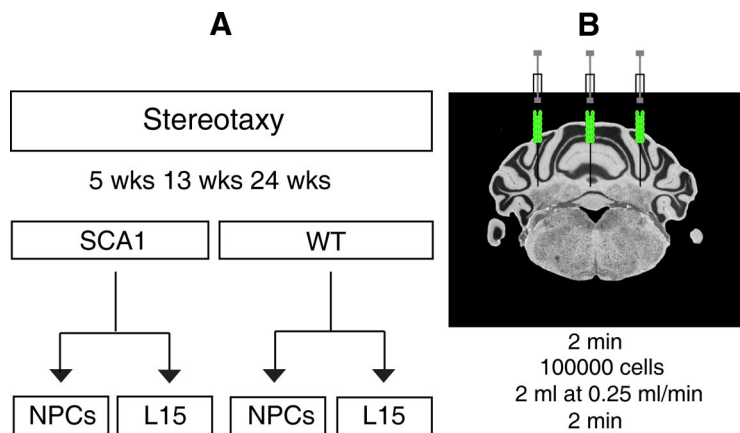 A
B
Stereotaxy
5 wks 13 wks 24 wks
SCA1
WT
NPCs
L15
NPCs
L15
2 min
100000 cells
2 ml at 0.25 ml/min
2 min